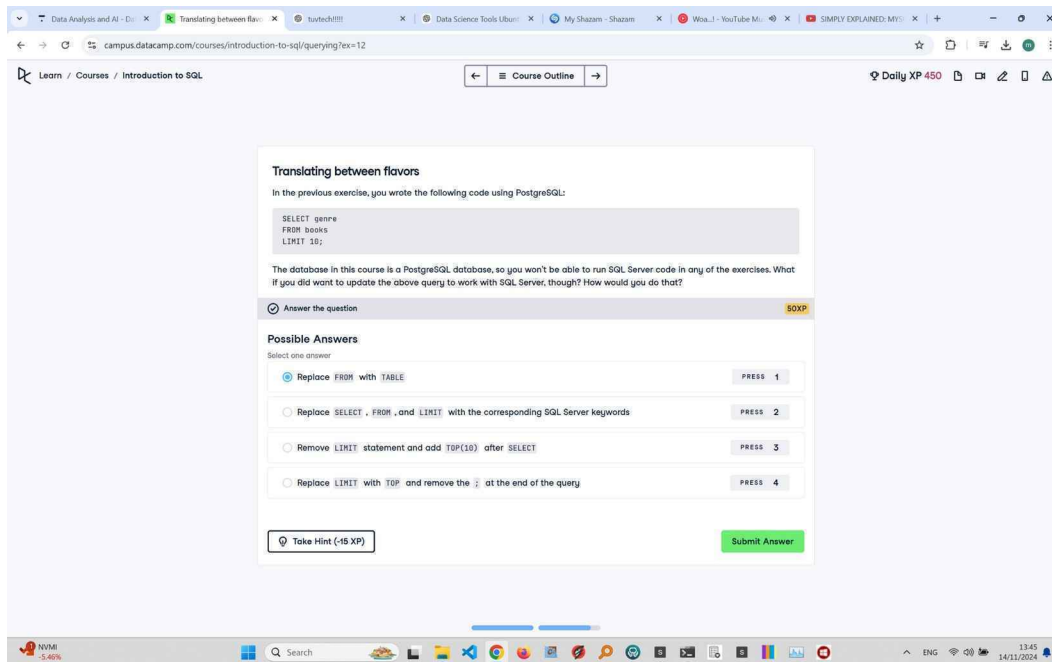 Data Analysis and AI - Da
Translating between flavo
tuvtech!!!!!
Data Science Tools Ubun
My Shazam - Shazam
Woa...! - YouTube Mu
SIMPLY EXPLAINED: MYS
campus.datacamp.com/courses/introduction-to-sql/querying?ex=12
Learn / Courses / Introduction to SQL
Course Outline
Daily XP 450
Translating between flavors
In the previous exercise, you wrote the following code using PostgreSQL:
SELECT genre
FROM books
LIMIT 10;
The database in this course is a PostgreSQL database, so you won't be able to run SQL Server code in any of the exercises. What
if you did want to update the above query to work with SQL Server, though? How would you do that?
Answer the question
50XP
Possible Answers
Select one answer
Replace FROM with TABLE
PRESS 1
Replace SELECT , FROM , and LIMIT with the corresponding SQL Server keywords
PRESS 2
Remove LIMIT statement and add TOP(10) after SELECT
PRESS 3
Replace LIMIT with TOP and remove the ; at the end of the query
PRESS 4
Take Hint (-15 XP)
Submit Answer
NVMI
-5.46%
Search
ENG
13:45
14/11/2024